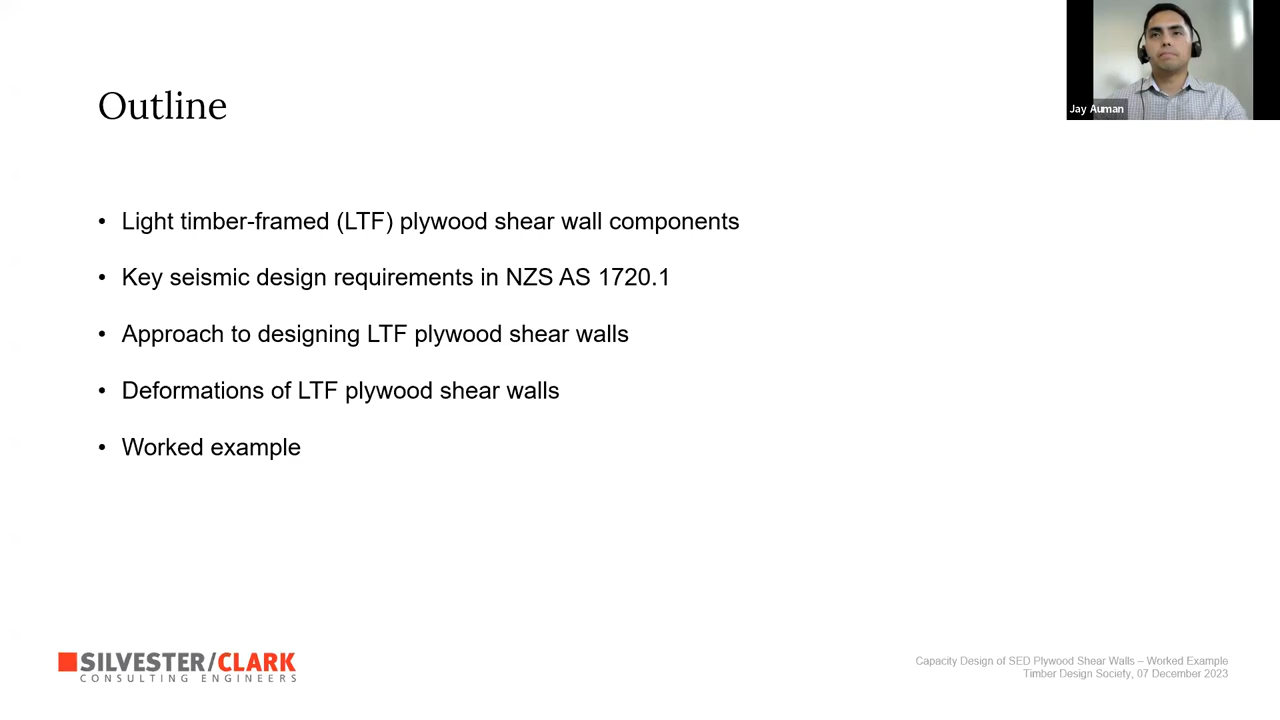 Outline
• Light timber-framed (LTF) plywood shear wall components
• Key seismic design requirements in NZS AS 1720.1
• Approach to designing LTF plywood shear walls
• Deformations of LTF plywood shear walls
• Worked example
Jay Auman
SILVESTER/CLARK
CONSULTING ENGINEERS
Capacity Design of SED Plywood Shear Walls – Worked Example
Timber Design Society, 07 December 2023